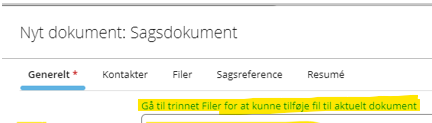 Nyt dokument: Sagsdokument
Generelt * Kontakter Filer Sagsreference Resumé
Gå til trinnet Filer for at kunne tilføje fil til aktuelt dokument